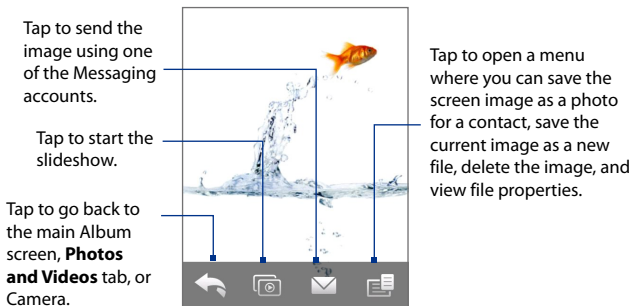 Tap to send the
image using one
of the Messaging
accounts.
Tap to start the
slideshow.
Tap to go back to
the main Album
screen, Photos
and Videos tab, or
Camera.
Tap to open a menu
where you can save the
screen image as a photo
for a contact, save the
current image as a new
file, delete the image, and
view file properties.